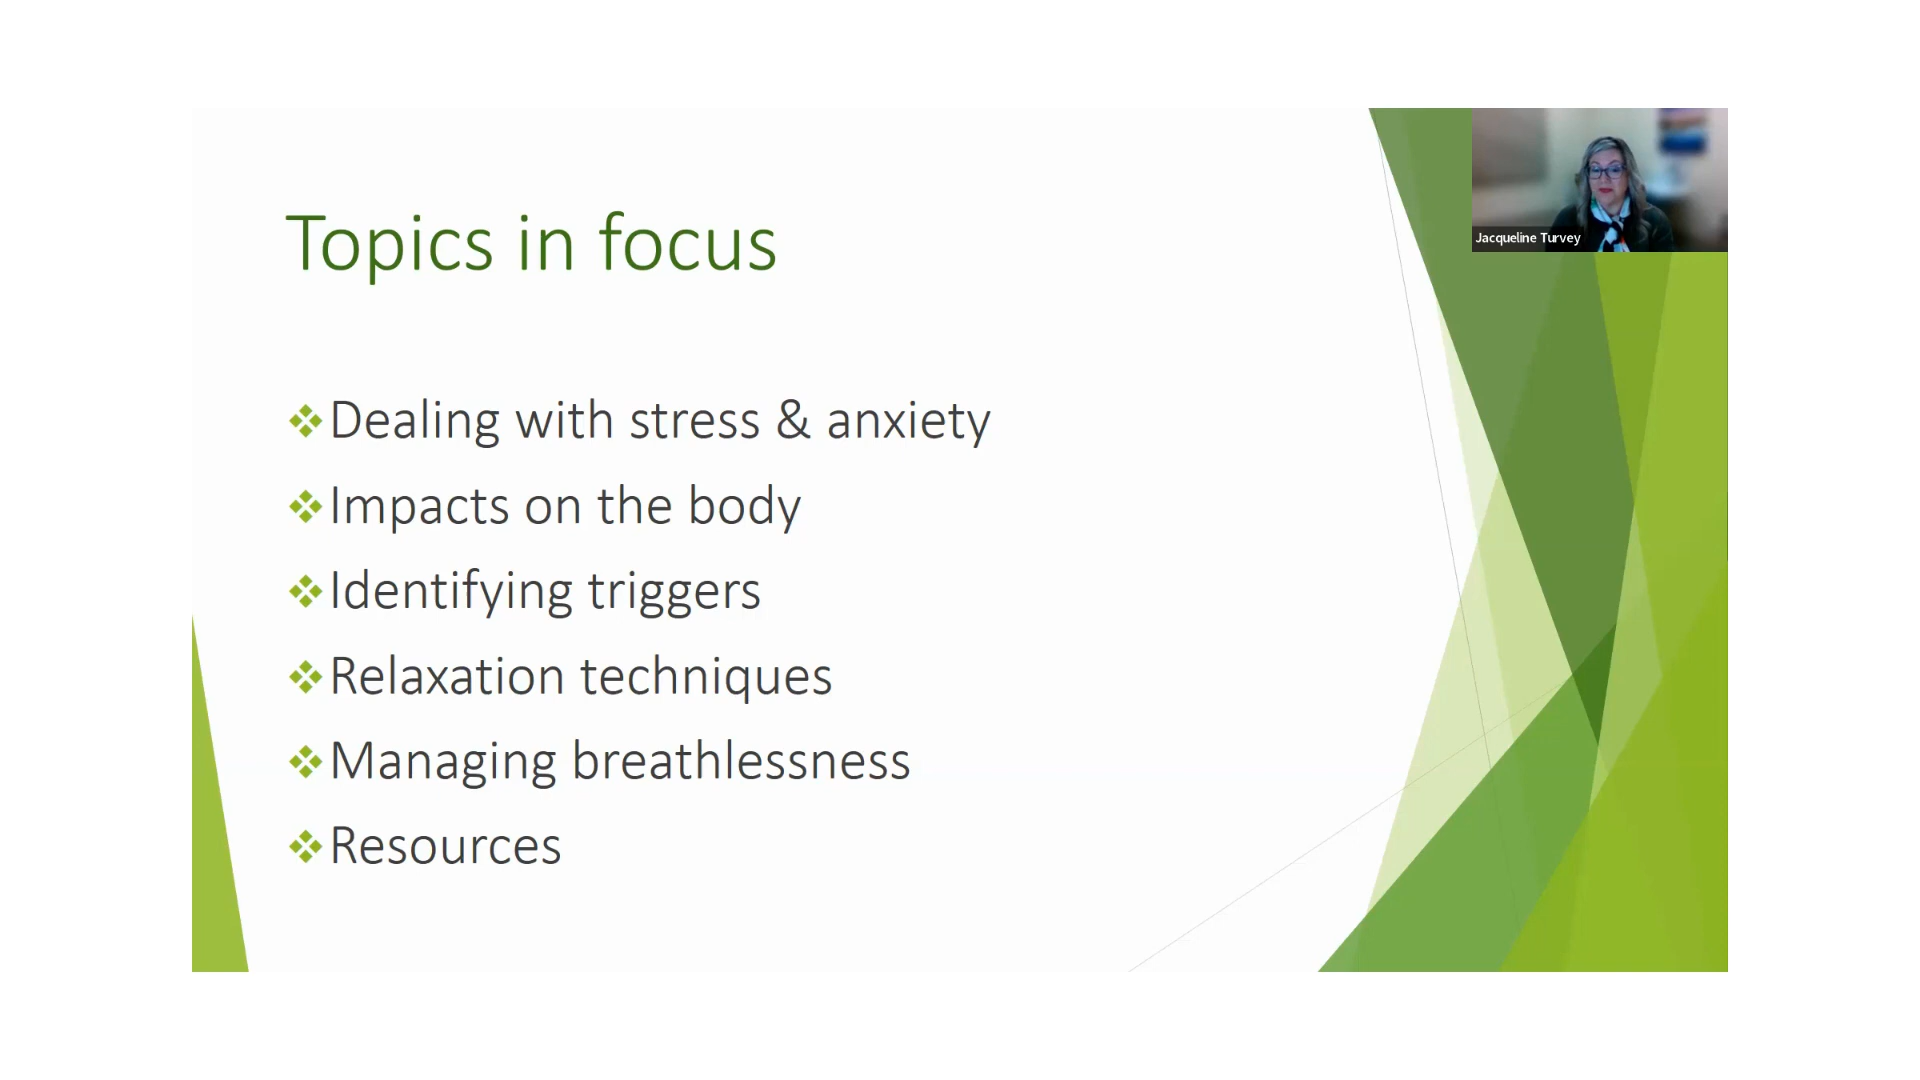 Topics in focus
Jacqueline Turvey
Dealing with stress & anxiety
Impacts on the body
Identifying triggers
Relaxation techniques
Managing breathlessness
Resources